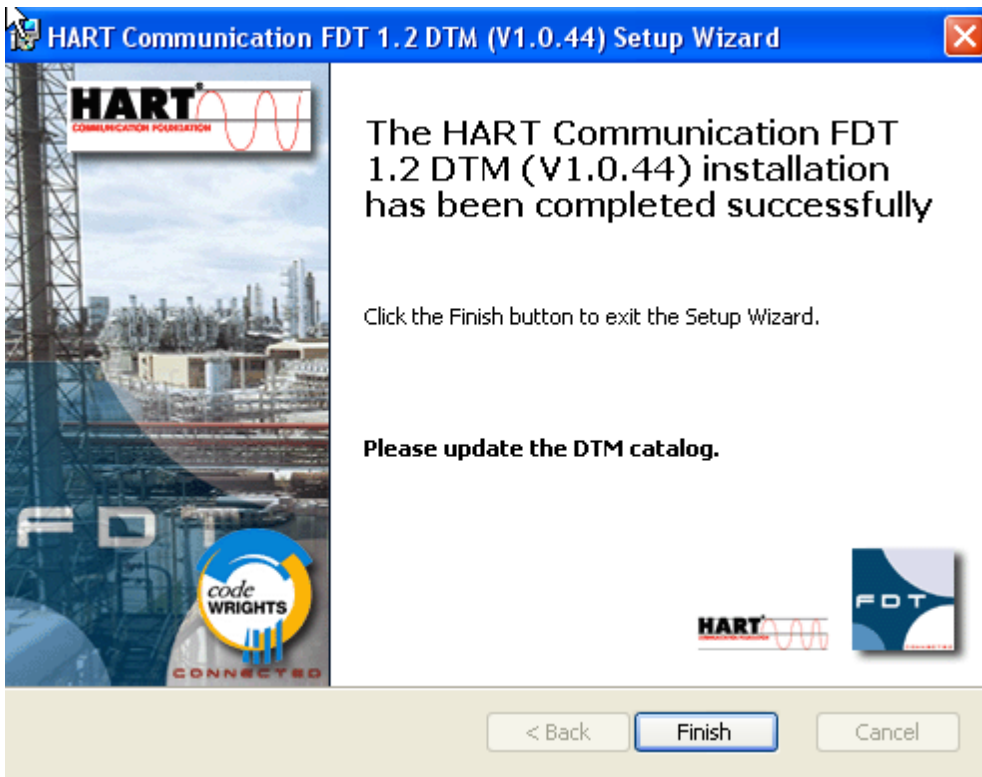 HART Communication FDT 1.2 DTM (V1.0.44) Setup Wizard
HART
COMMUNICATION FOUNDATION
The HART Communication FDT
1.2 DTM (V1.0.44) installation
has been completed successfully
Click the Finish button to exit the Setup Wizard.
Please update the DTM catalog.
FDT
code
WRIGHTS
CONNECTED
HART
FDT
< Back
Finish
Cancel